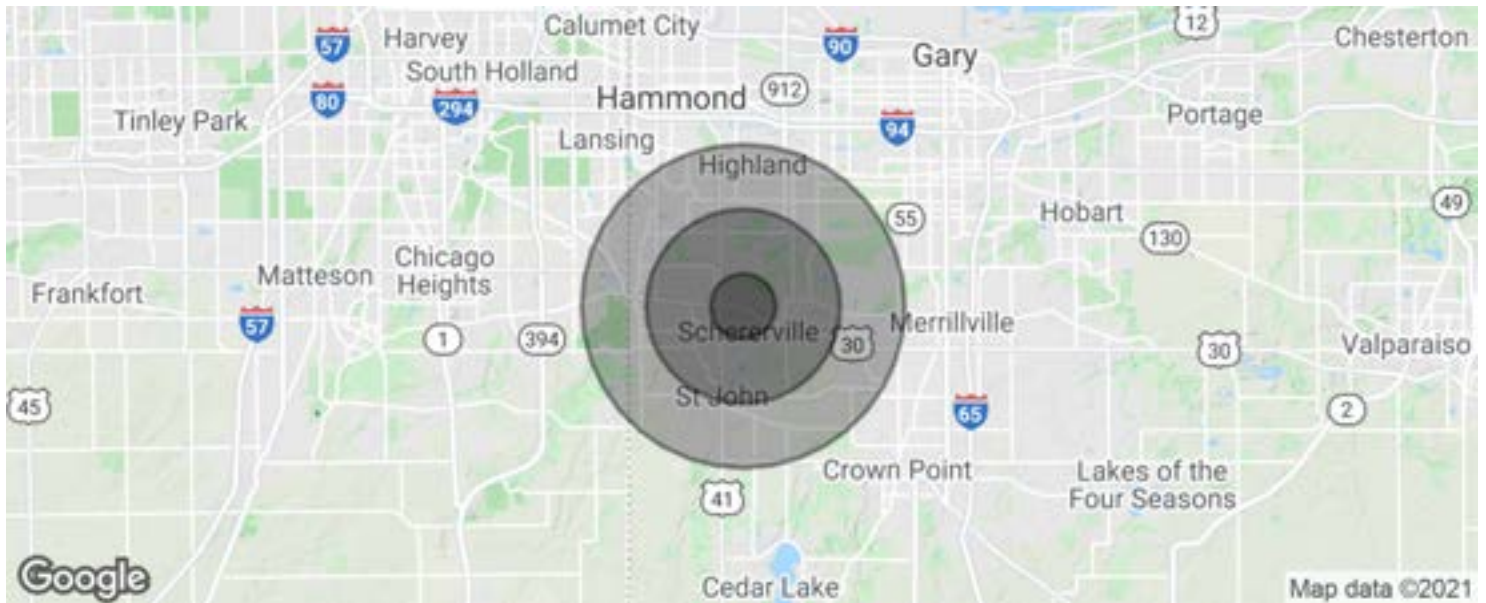 Calumet City
12
57
Harvey
90
Gary
Chesterton
South Holland
80
294
Hammond
912
Tinley Park
Portage
94
Lansing
Highland
49
55
Hobart
130
Chicago
Heights
Matteson
Frankfort
57
1
394
Schererville
30
Merrillville
30
Valparaiso
45
St John
65
2
Crown Point
Lakes of the
Four Seasons
41
Google
Cedar Lake
Map data ©2021